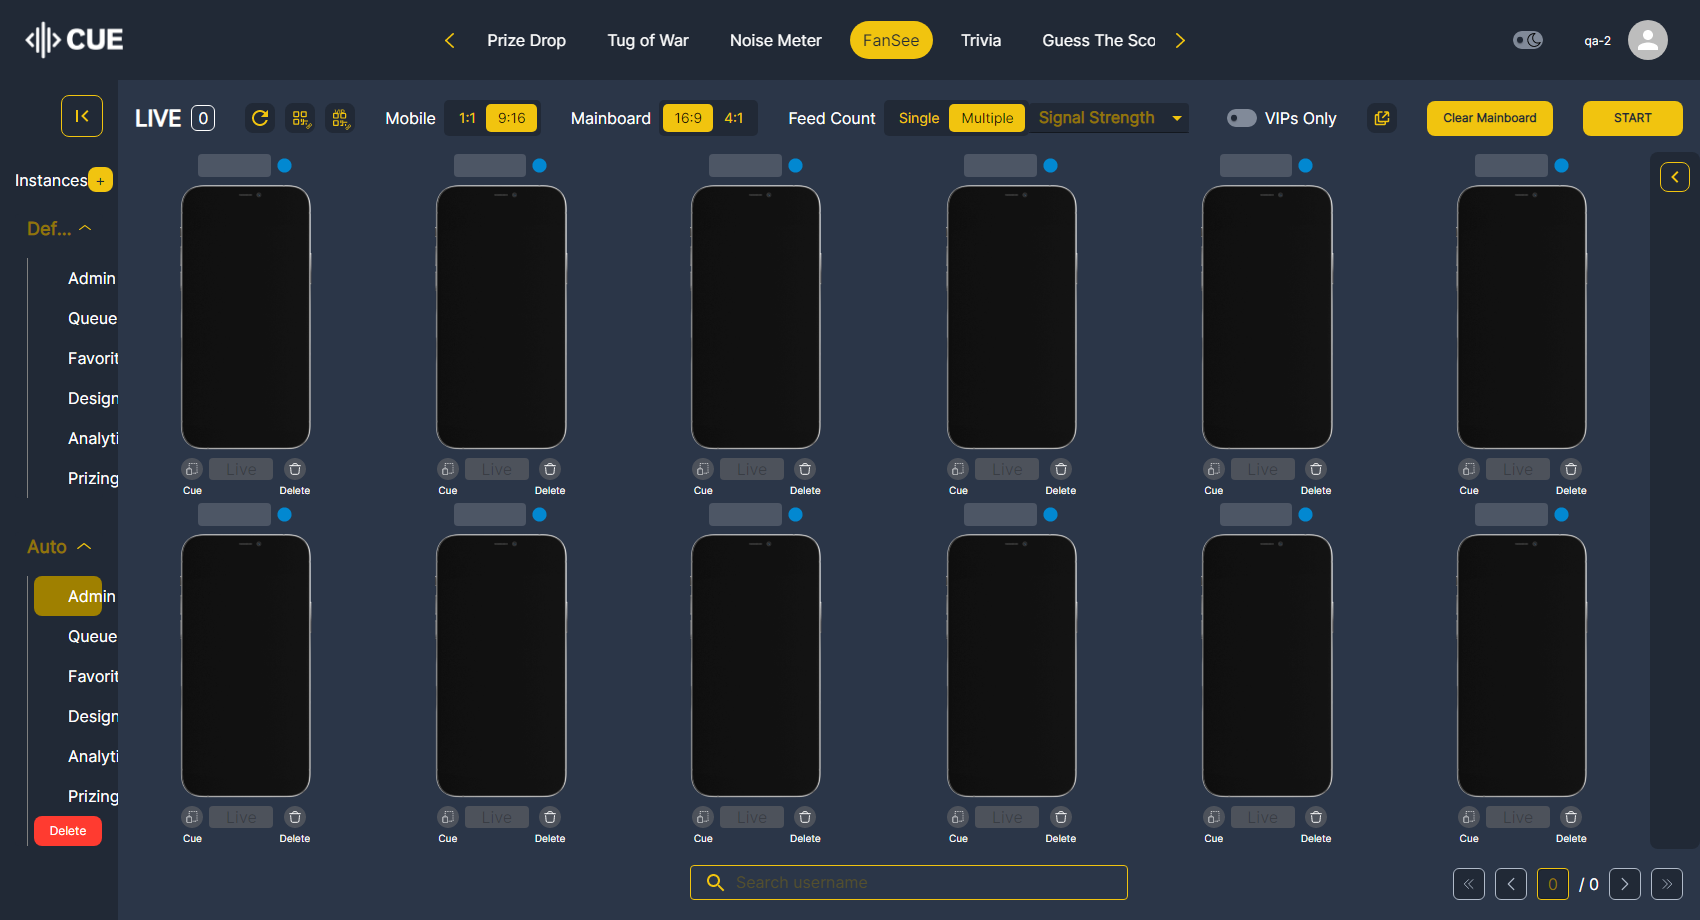 CUE
Prize Drop Tug of War Noise Meter FanSee Trivia Guess The Sco
qa-2
LIVE 0 Mobile 1:1 9:16 Mainboard 16:9 4:1 Feed Count Single Multiple Signal Strength VIPs Only Clear Mainboard START
Instances +
Def...
Admin
Queue
Favorit
Design
Analyti
Prizing
Auto
Admin
Queue
Favorit
Design
Analyti
Prizing
Delete
Live Live Live Live Live Live
Cue Delete Cue Delete Cue Delete Cue Delete Cue Delete Cue Delete
Live Live Live Live Live Live
Cue Delete Cue Delete Cue Delete Cue Delete Cue Delete Cue Delete
Search username
0 / 0